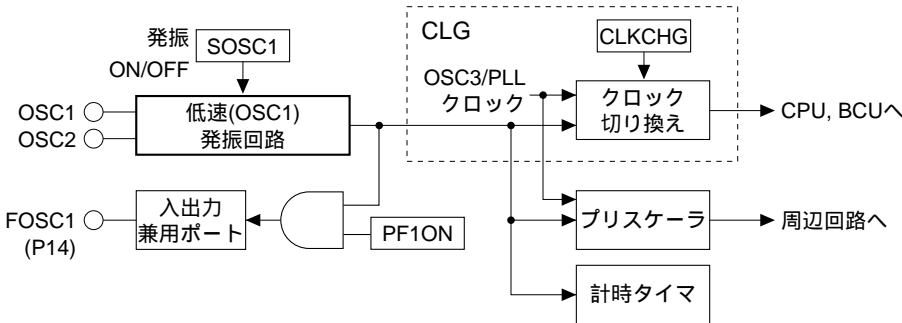 発振
ON/OFF
SOSC1
OSC1
OSC2
低速(OSC1)
発振回路
CLG
CLKCHG
OSC3/PLL
クロック
クロック
切り換え
CPU, BCUへ
FOSC1
(P14)
入出力
兼用ポート
PF1ON
プリスケーラ
周辺回路へ
計時タイマ